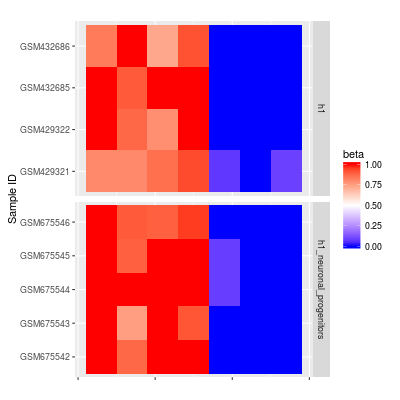 GSM432686
GSM432685
GSM429322
GSM429321
h1
GSM675546
GSM675545
GSM675544
GSM675543
GSM675542
h1_neuronal_progenitors
Sample ID
beta
1.00
0.75
0.50
0.25
0.00